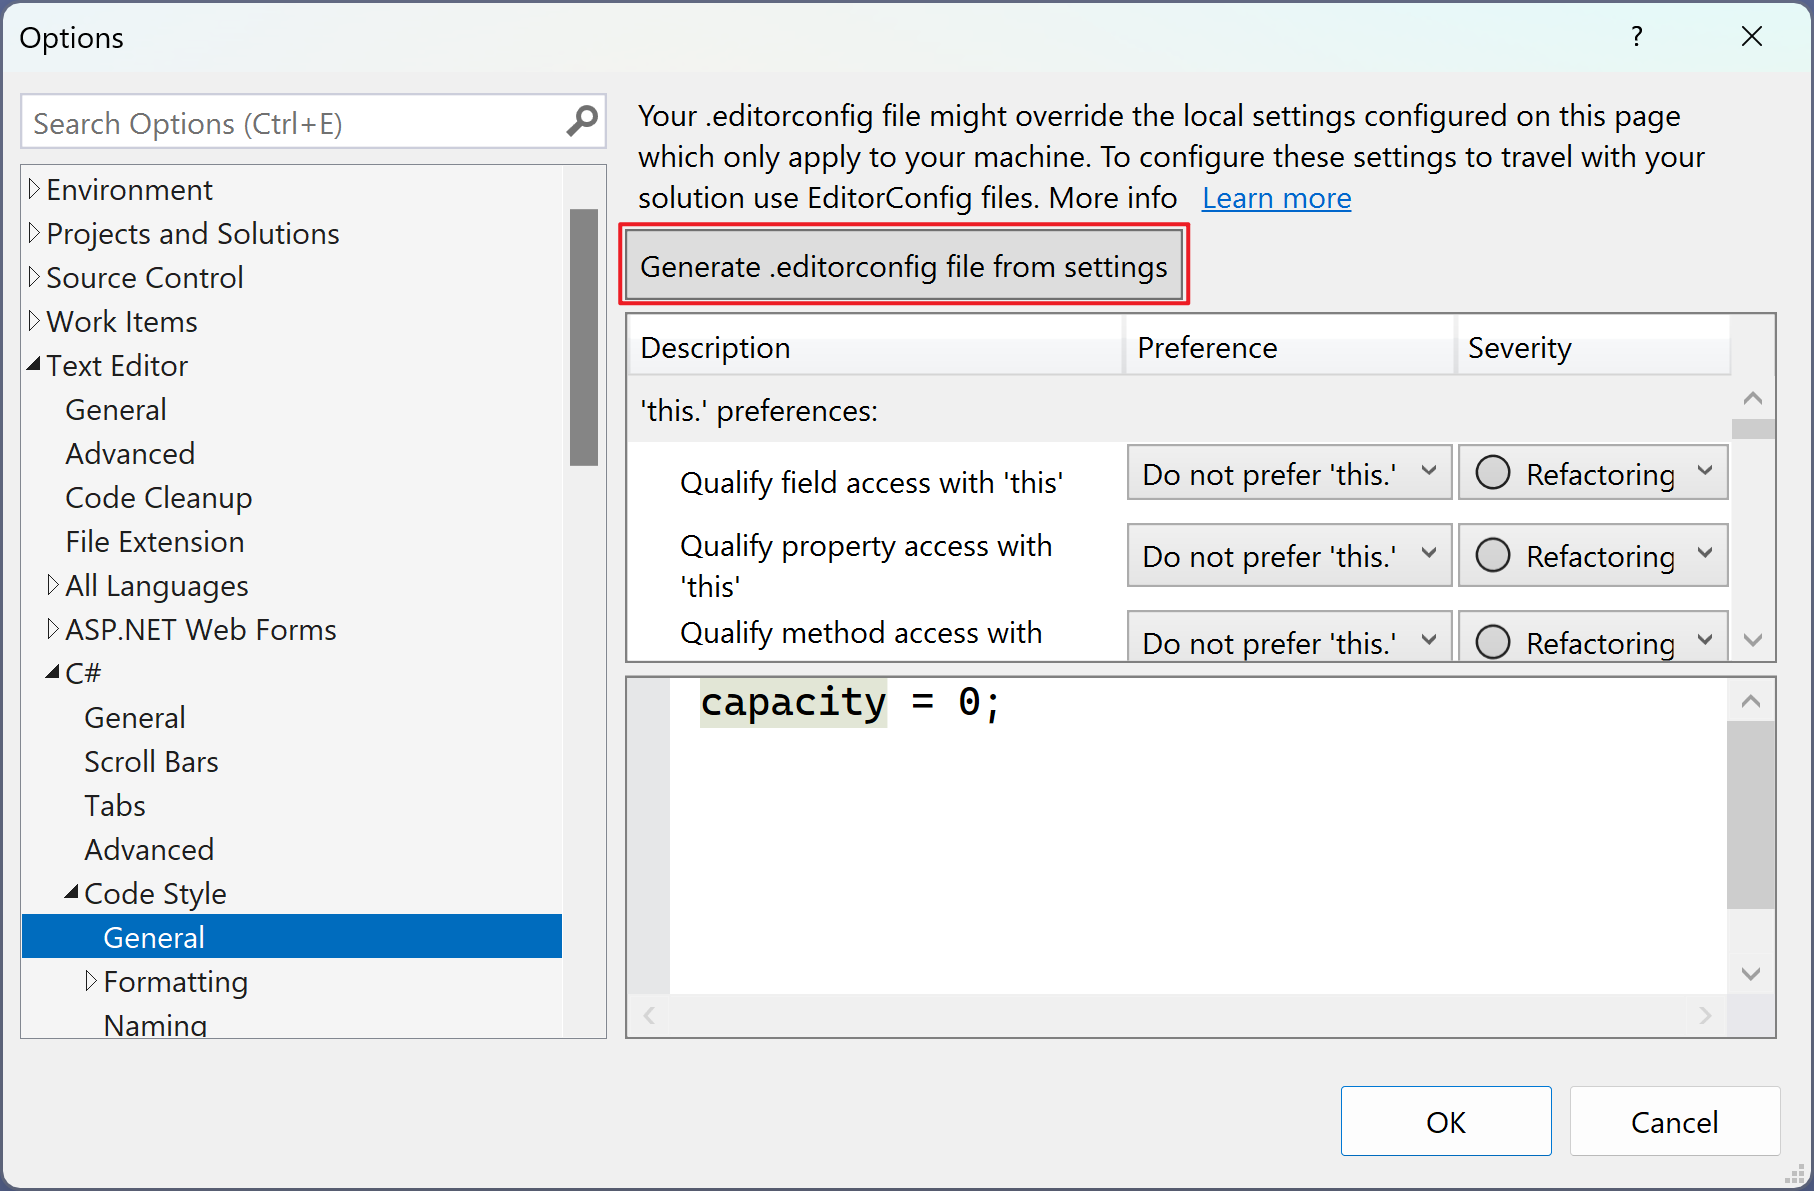 Options
?
Search Options (Ctrl+E)
Environment
Projects and Solutions
Source Control
Work Items
Text Editor
General
Advanced
Code Cleanup
File Extension
All Languages
ASP.NET Web Forms
C#
General
Scroll Bars
Tabs
Advanced
Code Style
General
Formatting
Naming
Your .editorconfig file might override the local settings configured on this page
which only apply to your machine. To configure these settings to travel with your
solution use EditorConfig files. More info Learn more
Generate .editorconfig file from settings
Description Preference Severity
'this.' preferences:
Qualify field access with 'this' Do not prefer 'this.' Refactoring
Qualify property access with
'this' Do not prefer 'this.' Refactoring
Qualify method access with Do not prefer 'this.' Refactoring
capacity = 0;
OK Cancel